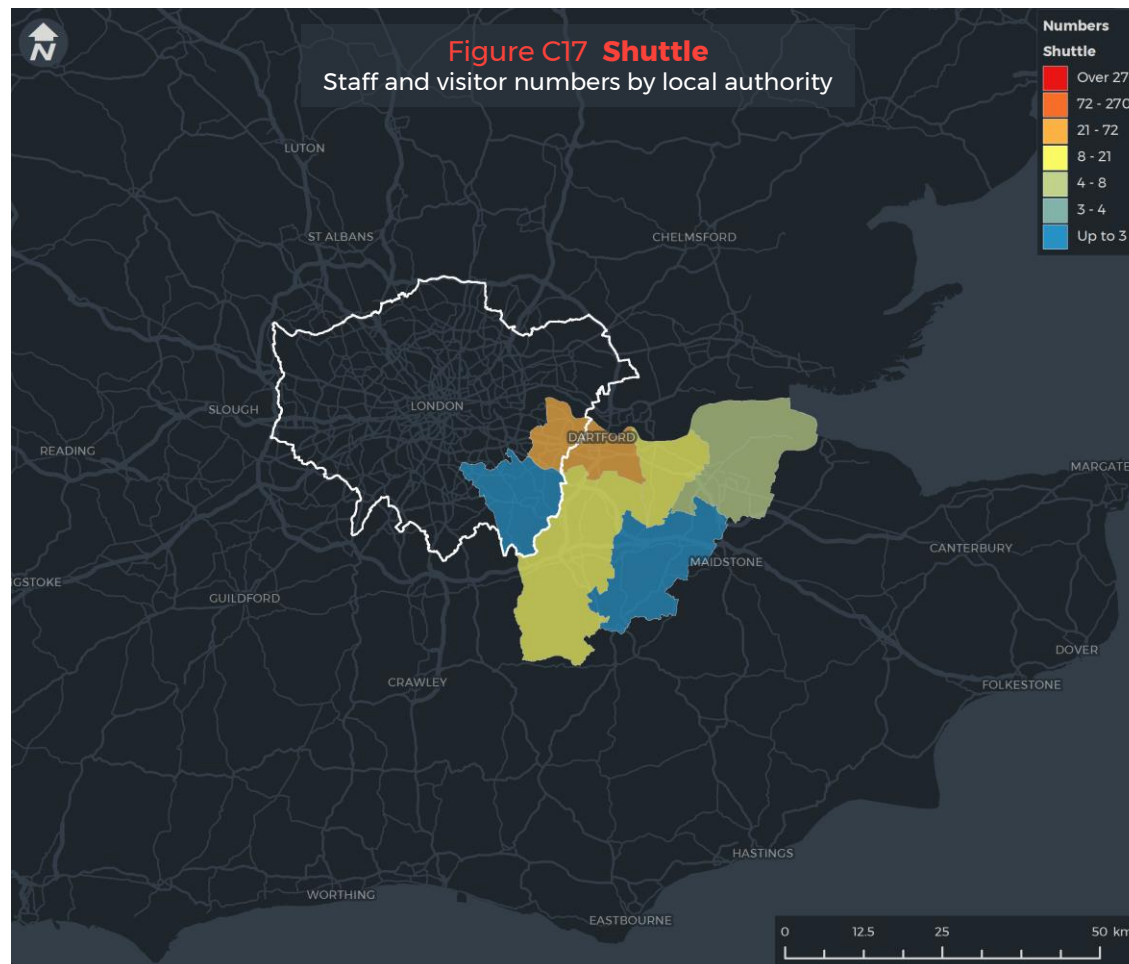 N
Figure C17 Shuttle
Staff and visitor numbers by local authority
Numbers
Shuttle
Over 27
72 - 270
21 - 72
8 - 21
4 - 8
3 - 4
Up to 3
LUTON
ST ALBANS
CHELMSFORD
SLOUGH
LONDON
READING
DARTFORD
MARGATE
GSTOKE
GUILDFORD
MAIDSTONE
CANTERBURY
DOVER
CRAWLEY
FOLKESTONE
HASTINGS
WORTHING
EASTBOURNE
0 12.5 25 50 km